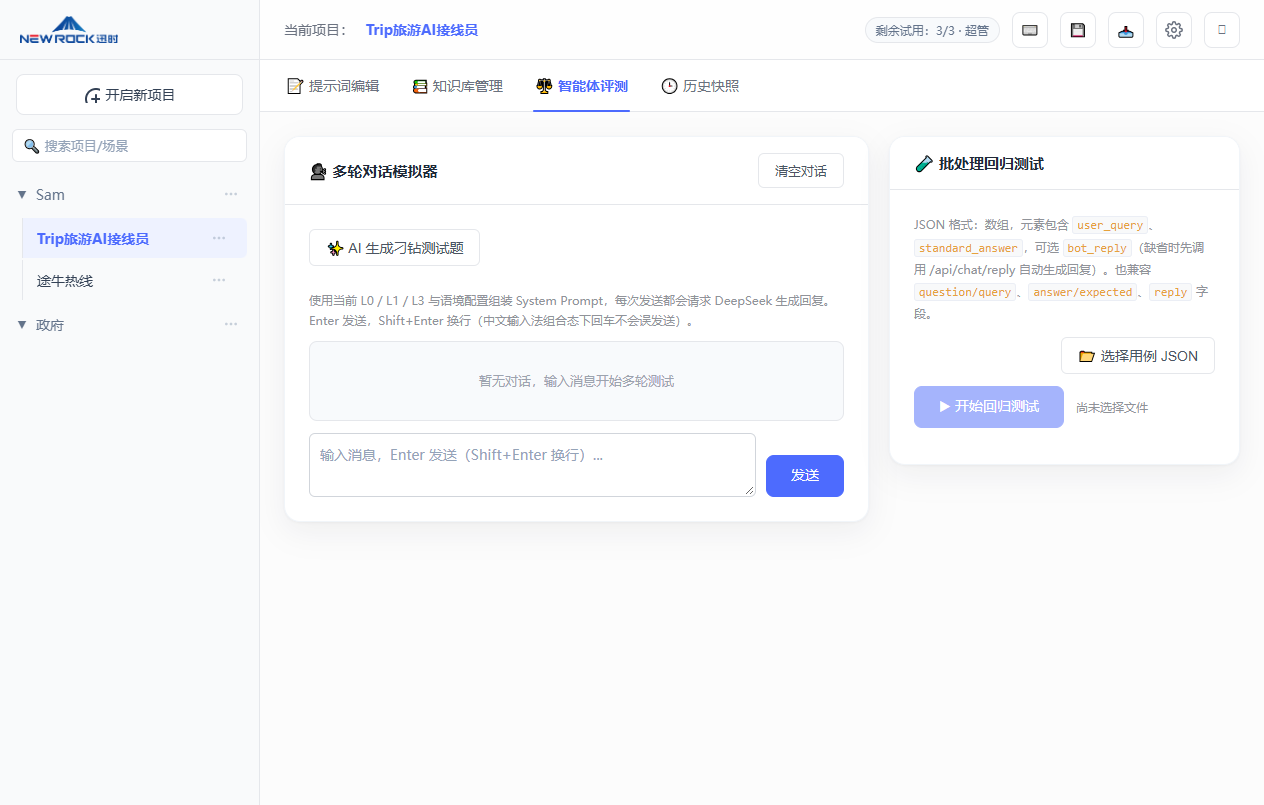 NEWROCK迅时
当前项目： Trip旅游AI接线员
剩余试用：3/3 · 超管
开启新项目
搜索项目/场景
Sam
Trip旅游AI接线员
途牛热线
政府
提示词编辑
知识库管理
智能体评测
历史快照
多轮对话模拟器
清空对话
AI 生成刁钻测试题
使用当前 L0 / L1 / L3 与语境配置组装 System Prompt，每次发送都会请求 DeepSeek 生成回复。
Enter 发送，Shift+Enter 换行（中文输入法组合态下回车不会误发送）。
暂无对话，输入消息开始多轮测试
输入消息，Enter 发送（Shift+Enter 换行）...
发送
批处理回归测试
JSON 格式：数组，元素包含 user_query、
standard_answer，可选 bot_reply（缺省时先调
用 /api/chat/reply 自动生成回复）。也兼容
question/query、answer/expected、reply 字
段。
选择用例 JSON
▶ 开始回归测试
尚未选择文件